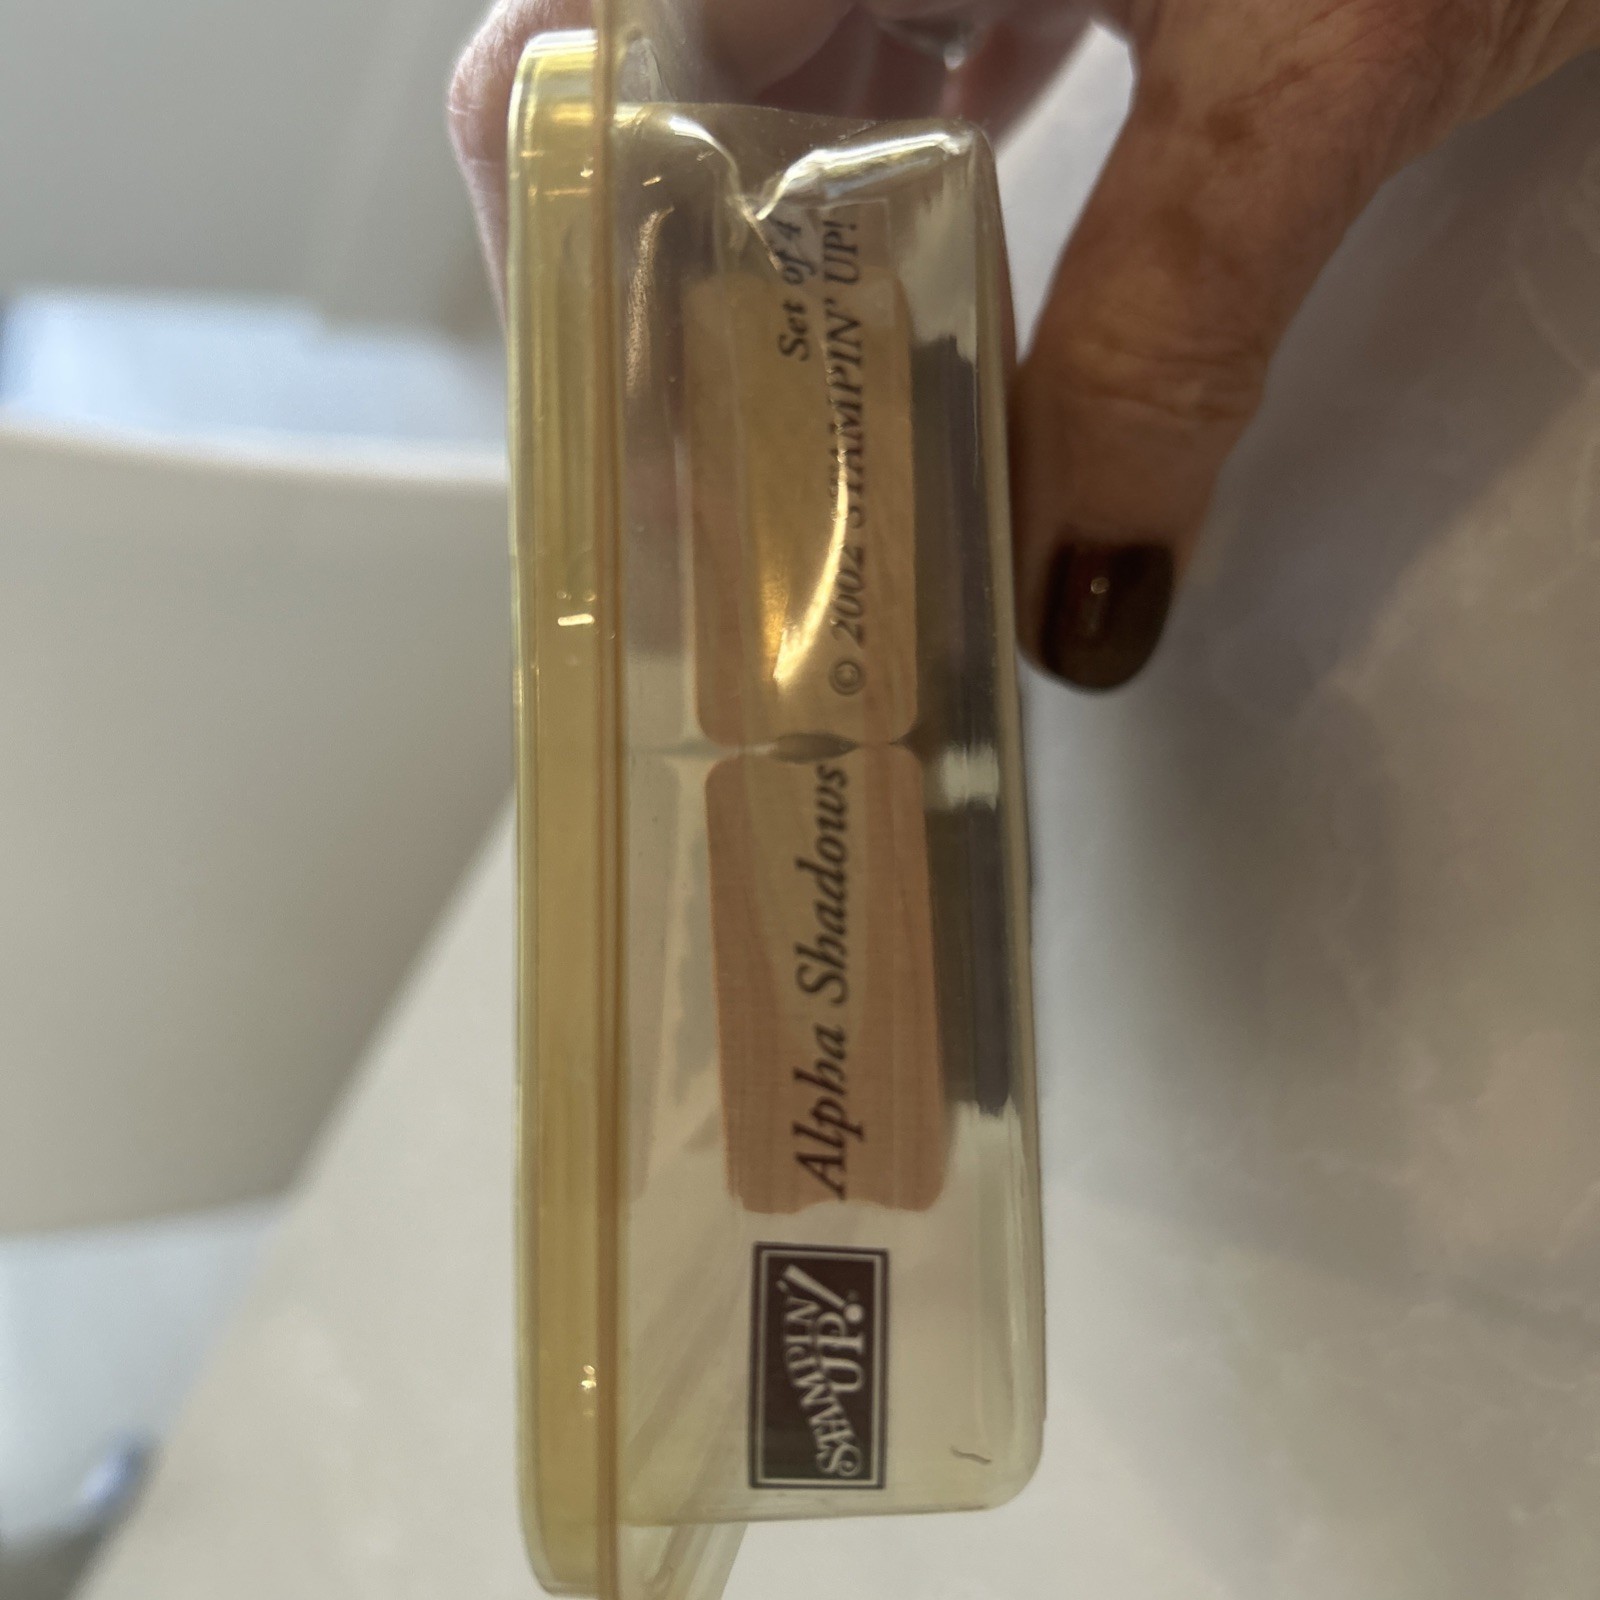 STAMPIN'
UP!
Alpha Shadows
Set of 4
© 2002 STAMPIN' UP!